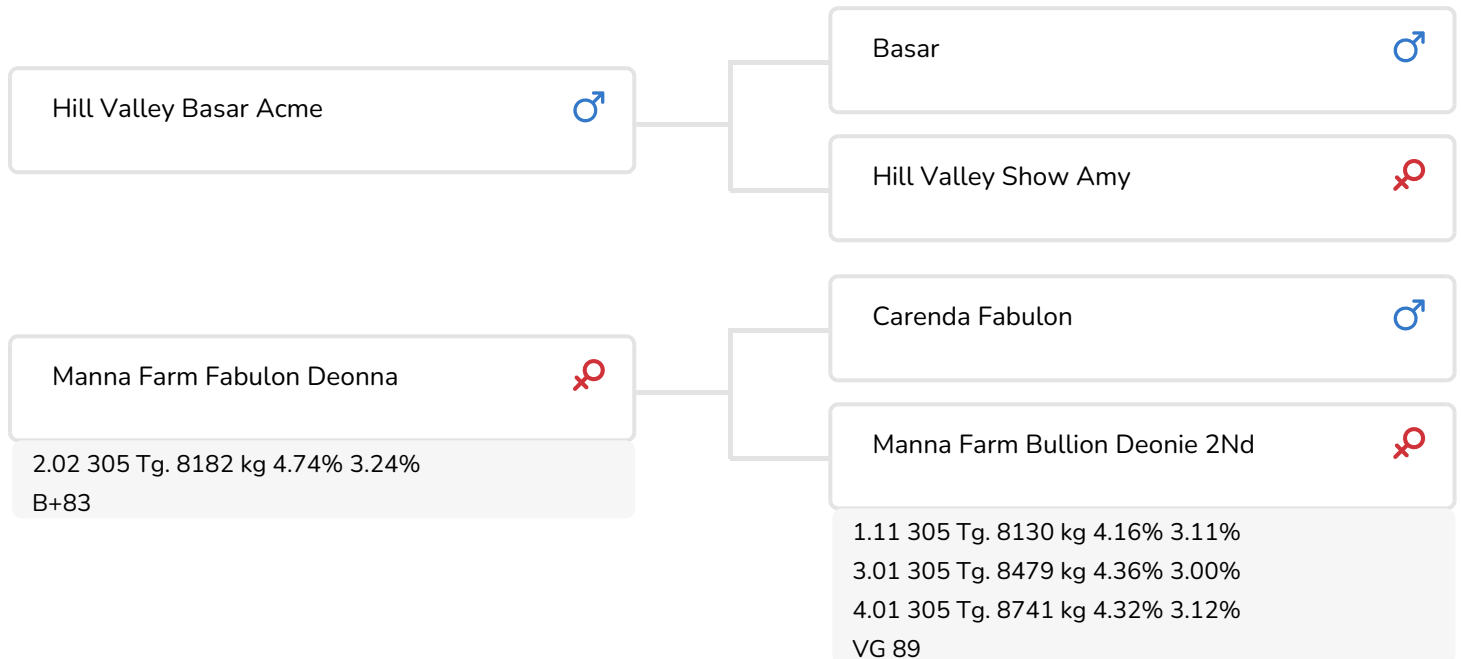 Hill Valley Basar Acme
Basar
Hill Valley Show Amy
Manna Farm Fabulon Deonna
2.02 305 Tg. 8182 kg 4.74% 3.24%
B+83
Carenda Fabulon
Manna Farm Bullion Deonie 2Nd
1.11 305 Tg. 8130 kg 4.16% 3.11%
3.01 305 Tg. 8479 kg 4.36% 3.00%
4.01 305 Tg. 8741 kg 4.32% 3.12%
VG 89